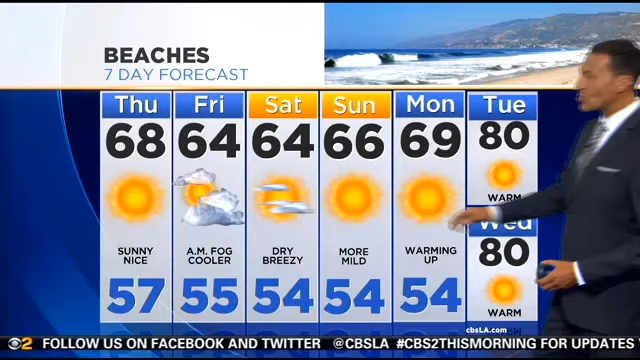 BEACHES
7 DAY FORECAST
Thu
68
SUNNY
NICE
57
Fri
64
A.M. FOG
COOLER
55
Sat
64
DRY
BREEZY
54
Sun
66
MORE
MILD
54
Mon
69
WARMING
UP
54
Tue
80
WARM
Wed
80
WARM
cbsLA.com
2 FOLLOW US ON FACEBOOK AND TWITTER @CBSLA #CBS2THISMORNING FOR UPDATES